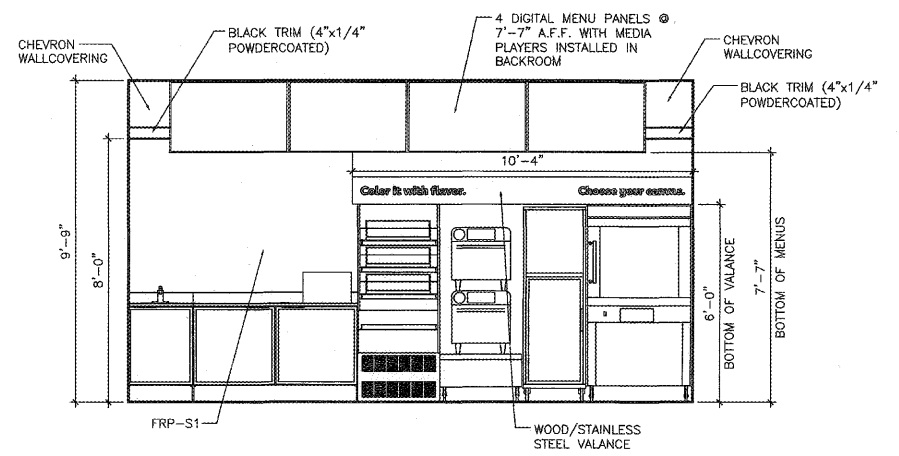 4 DIGITAL MENU PANELS @
7'-7" A.F.F. WITH MEDIA
PLAYERS INSTALLED IN
BACKROOM
BLACK TRIM (4"x1/4"
POWDERCOATED)
CHEVRON
WALLCOVERING
CHEVRON
WALLCOVERING
BLACK TRIM (4"x1/4"
POWDERCOATED)
10'-4"
Color it with flavor.
Choose your canvas.
9'-9"
8'-0"
6'-0"
BOTTOM OF VALANCE
7'-7"
BOTTOM OF MENUS
FRP-S1
WOOD/STAINLESS
STEEL VALANCE